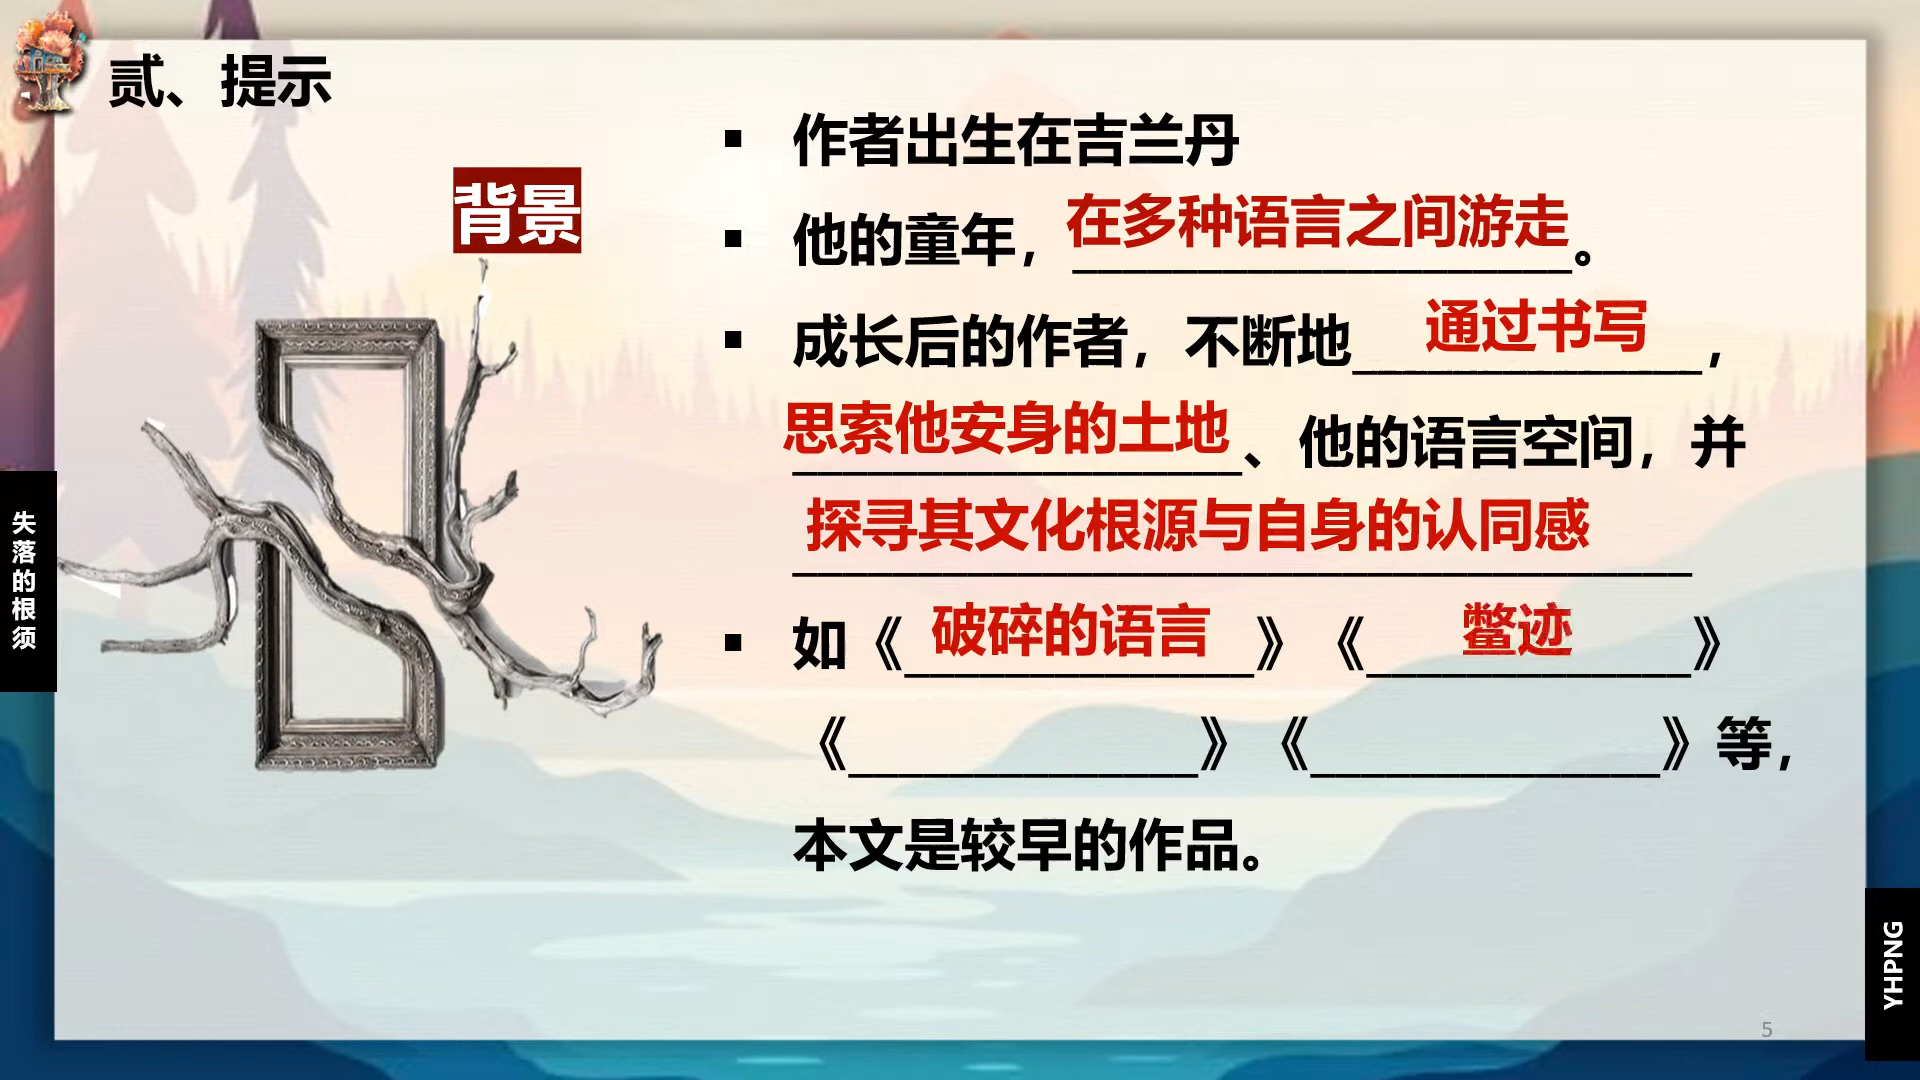 贰、提示
背景
▪ 作者出生在吉兰丹
▪ 他的童年，在多种语言之间游走。
▪ 成长后的作者，不断地通过书写，
思索他安身的土地、他的语言空间，并
探寻其文化根源与自身的认同感
▪ 如《破碎的语言》《鳖迹》
《______________》《______________》等，
本文是较早的作品。
失落的根须
YHPNG
5